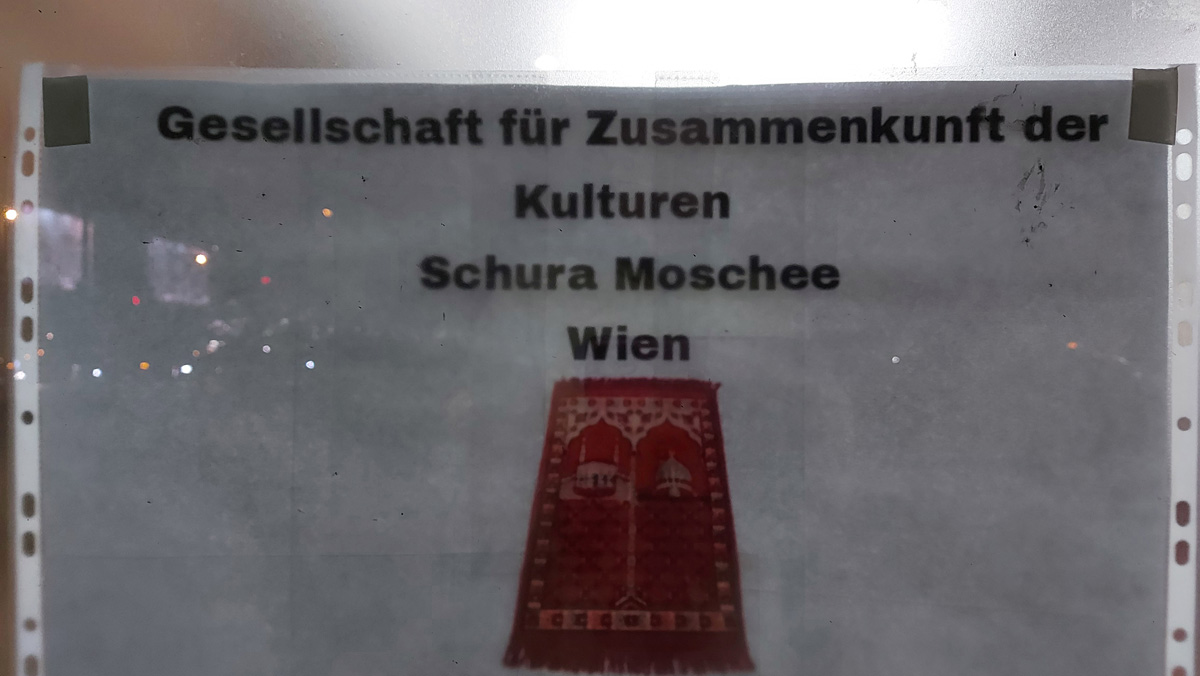 Gesellschaft für Zusammenkunft der
Kulturen
Schura Moschee
Wien